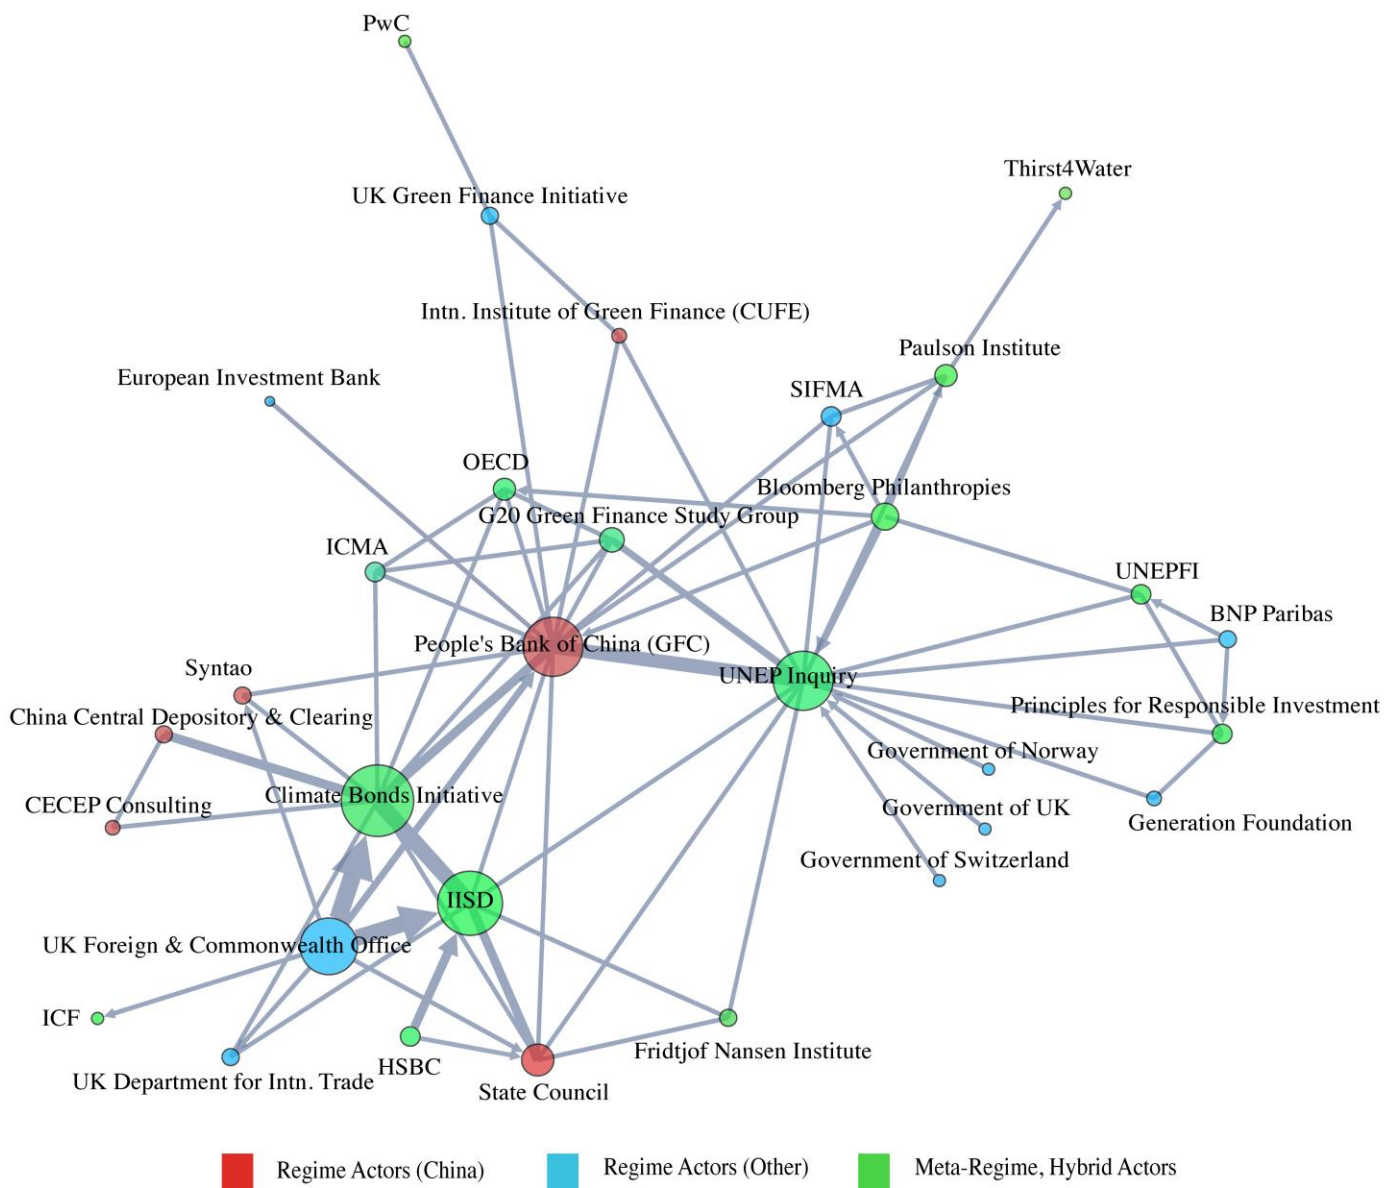 PwC
Thirst4Water
UK Green Finance Initiative
Intn. Institute of Green Finance (CUFE)
Paulson Institute
European Investment Bank
SIFMA
OECD
Bloomberg Philanthropies
G20 Green Finance Study Group
ICMA
UNEPFI
BNP Paribas
People's Bank of China (GFC)
Syntao
UNEP Inquiry
Principles for Responsible Investment
China Central Depository & Clearing
Government of Norway
Climate Bonds Initiative
CECEP Consulting
Government of UK
Generation Foundation
Government of Switzerland
IISD
UK Foreign & Commonwealth Office
ICF
Fridtjof Nansen Institute
HSBC
UK Department for Intn. Trade
State Council
Regime Actors (China)
Regime Actors (Other)
Meta-Regime, Hybrid Actors